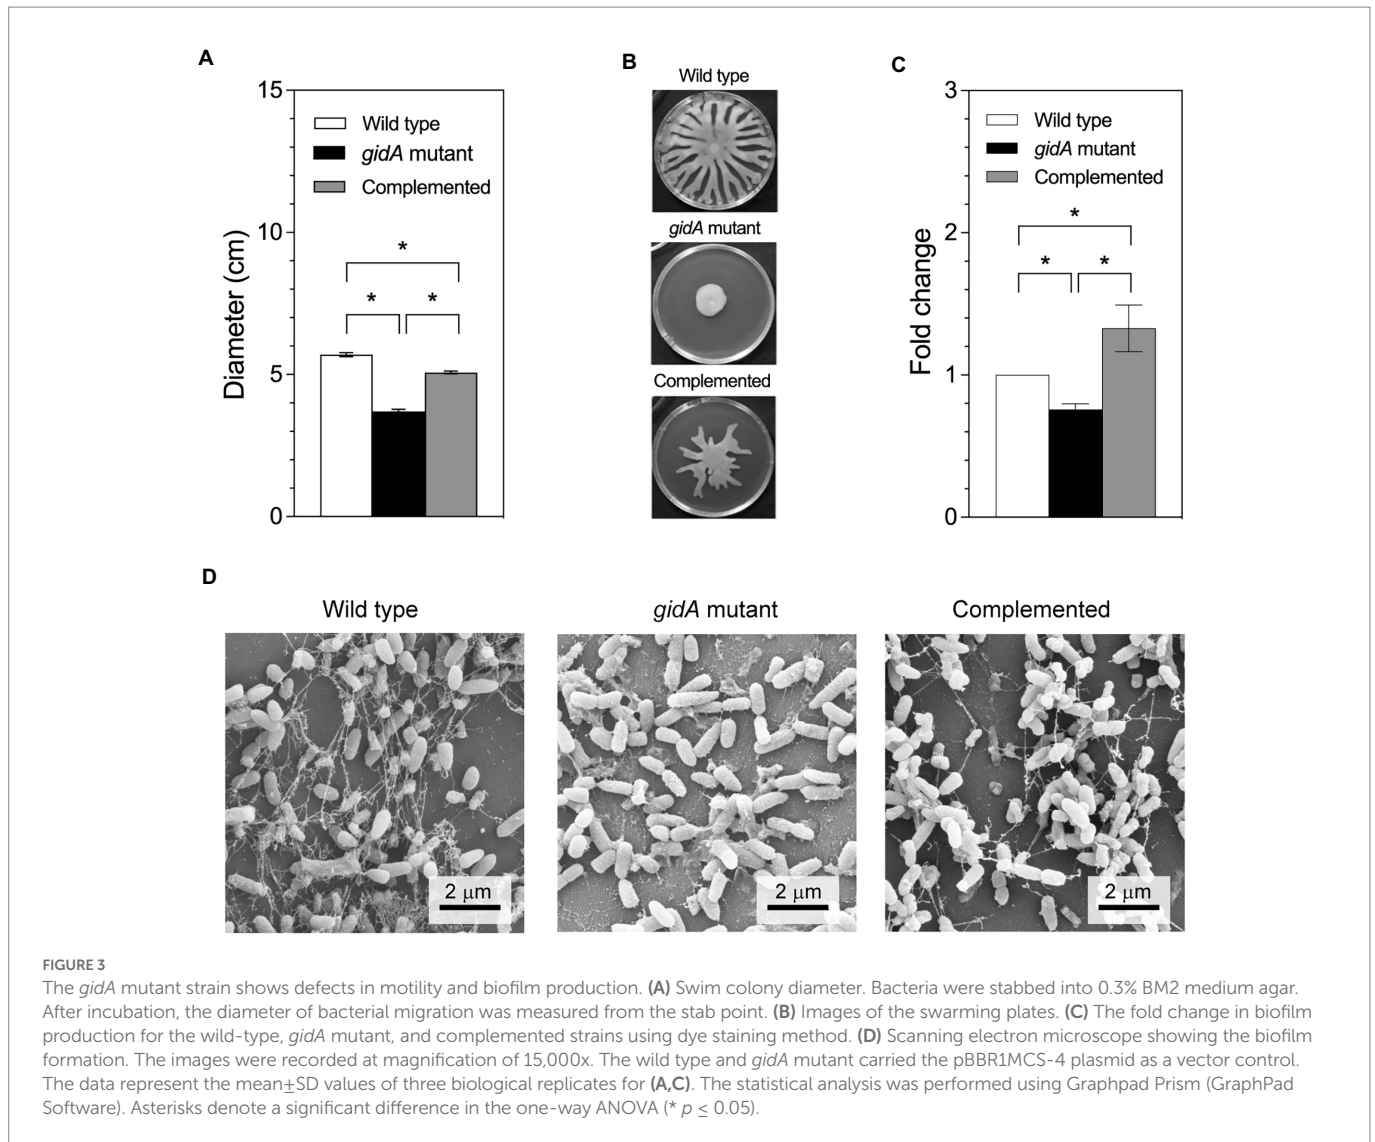 A
15
10
5
0
Diameter (cm)
Wild type
gidA mutant
Complemented
*
*
*
B
Wild type
gidA mutant
Complemented
C
3
2
1
0
Fold change
Wild type
gidA mutant
Complemented
*
*
*
D
Wild type
gidA mutant
Complemented
2 μm
2 μm
2 μm
FIGURE 3
The gidA mutant strain shows defects in motility and biofilm production. (A) Swim colony diameter. Bacteria were stabbed into 0.3% BM2 medium agar.
After incubation, the diameter of bacterial migration was measured from the stab point. (B) Images of the swarming plates. (C) The fold change in biofilm
production for the wild-type, gidA mutant, and complemented strains using dye staining method. (D) Scanning electron microscope showing the biofilm
formation. The images were recorded at magnification of 15,000x. The wild type and gidA mutant carried the pBBR1MCS-4 plasmid as a vector control.
The data represent the mean±SD values of three biological replicates for (A,C). The statistical analysis was performed using Graphpad Prism (GraphPad
Software). Asterisks denote a significant difference in the one-way ANOVA (* p ≤ 0.05).